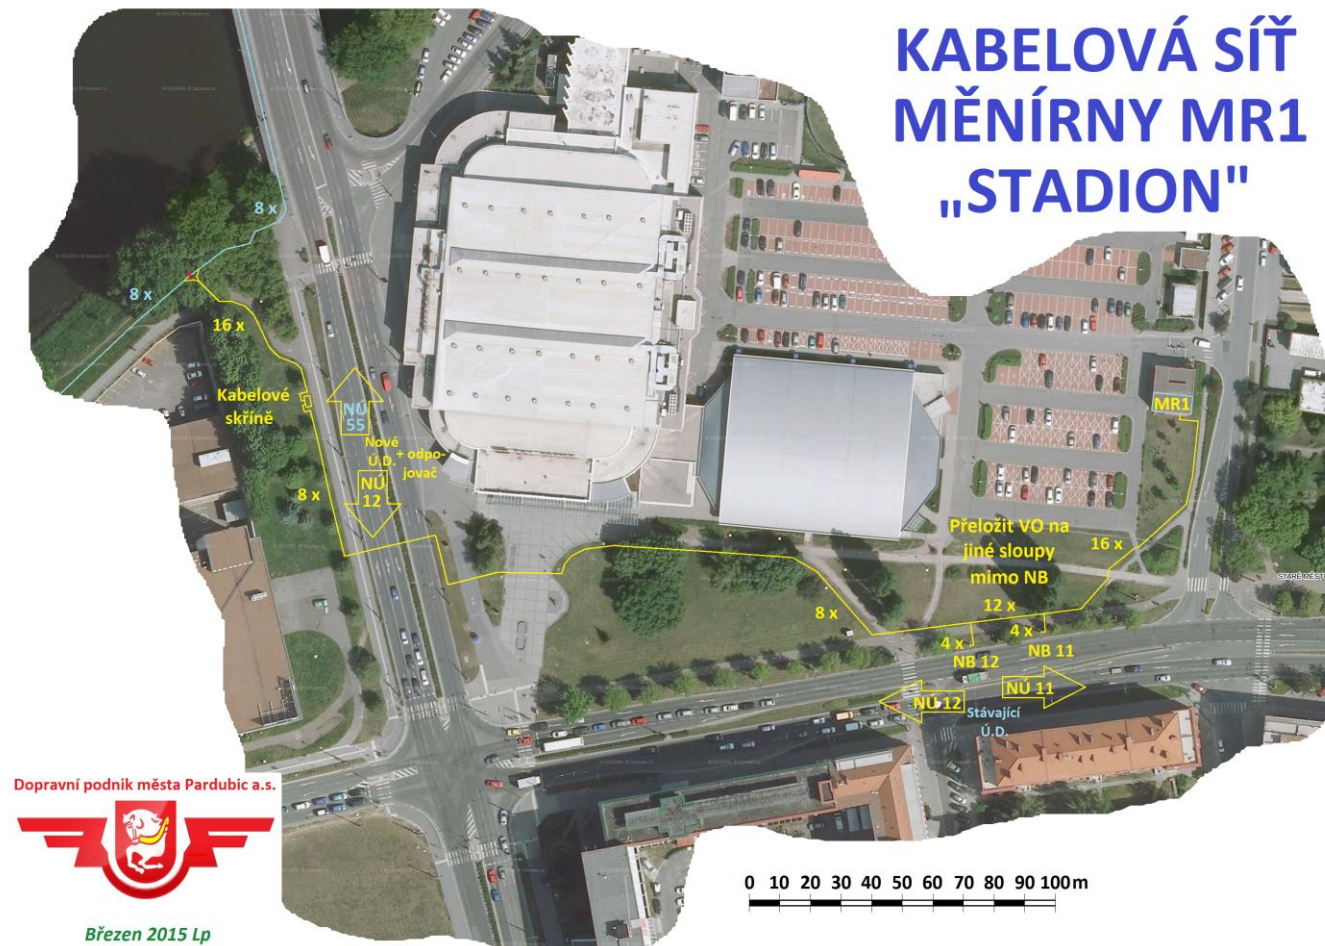 KABELOVÁ SÍŤ
MĚNÍRNY MR1
„STADION"
8 x
8 x
16 x
Kabelové
skříně
NÚ
55
Nové
Ú.D.
+ odpo-
jovač
NÚ
12
8 x
MR1
Přeložit VO na
jiné sloupy
mimo NB
16 x
12 x
8 x
4 x
4 x
NB 12
NB 11
NÚ 12
NÚ 11
Stávající
Ú.D.
Dopravní podnik města Pardubic a.s.
Březen 2015 Lp
0 10 20 30 40 50 60 70 80 90 100m